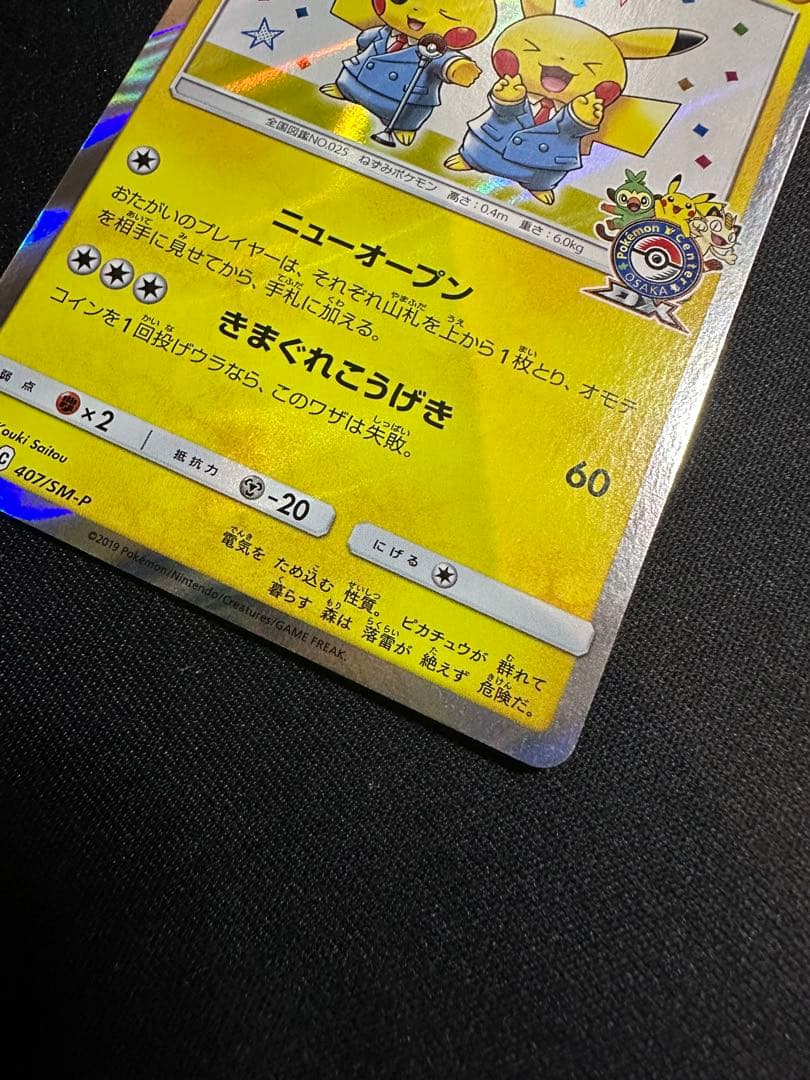 全国図鑑NO.025 ねずみポケモン 高さ:0.4m 重さ:6.0kg
Pokémon Center
OSAKA
DX
ニューオープン
おたがいのプレイヤーは、それぞれ山札を上から1枚とり、オモテ
を相手に見せてから、手札に加える。
きまぐれこうげき
60
コインを1回投げウラなら、このワザは失敗。
弱点
×2
抵抗力
-20
にげる
Kouki Saitou
C 407/SM-P
©2019 Pokémon/Nintendo/Creatures/GAME FREAK.
電気を ため込む 性質。 ピカチュウが 群れて
暮らす 森は 落雷が 絶えず 危険だ。